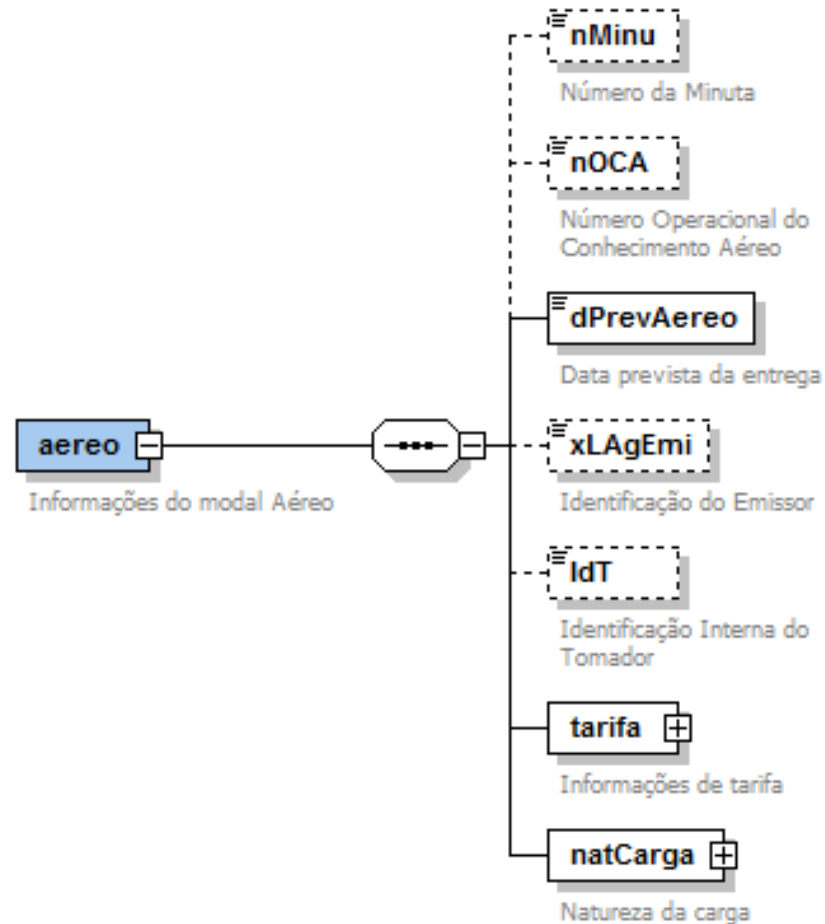 nMinu
Número da Minuta
nOCA
Número Operacional do
Conhecimento Aéreo
dPrevAereo
Data prevista da entrega
aereo
Informações do modal Aéreo
xLAgEmi
Identificação do Emissor
IdT
Identificação Interna do
Tomador
tarifa
Informações de tarifa
natCarga
Natureza da carga